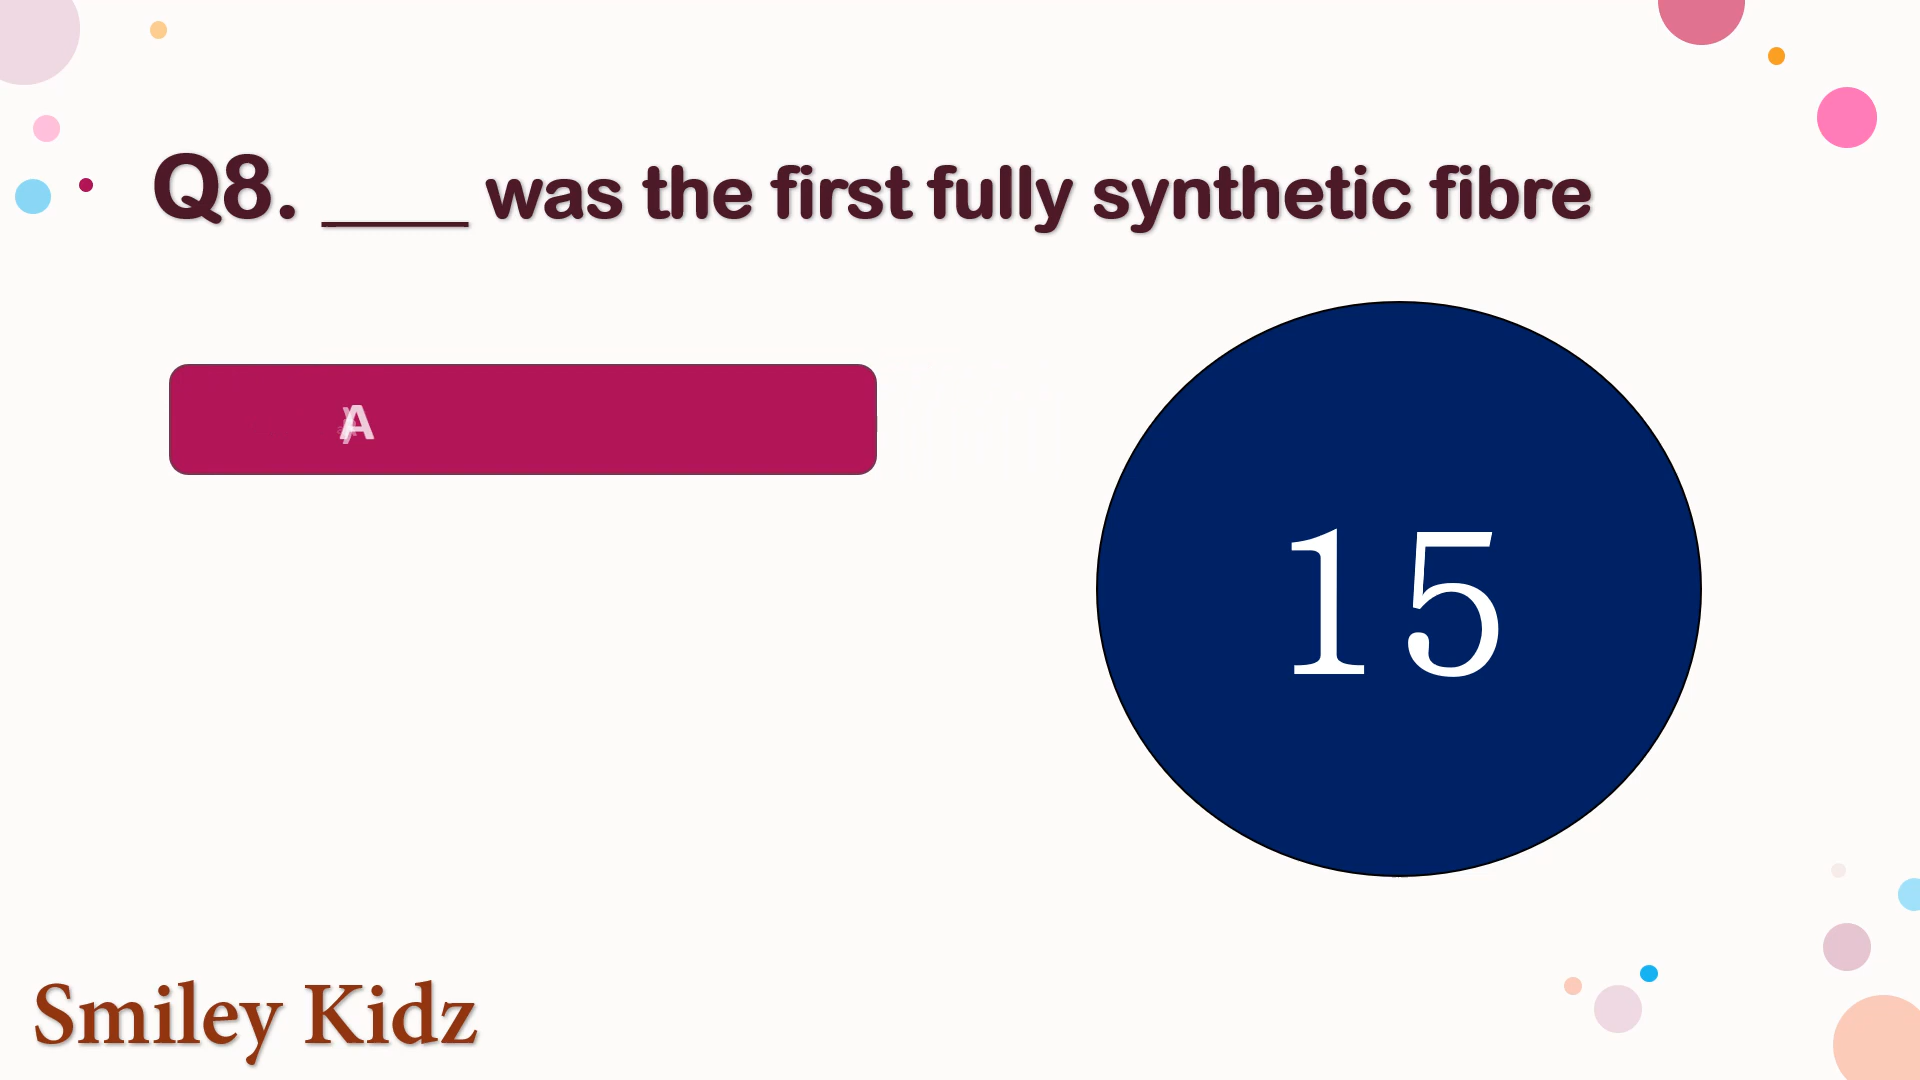 Q8. ____ was the first fully synthetic fibre
A
15
Smiley Kidz